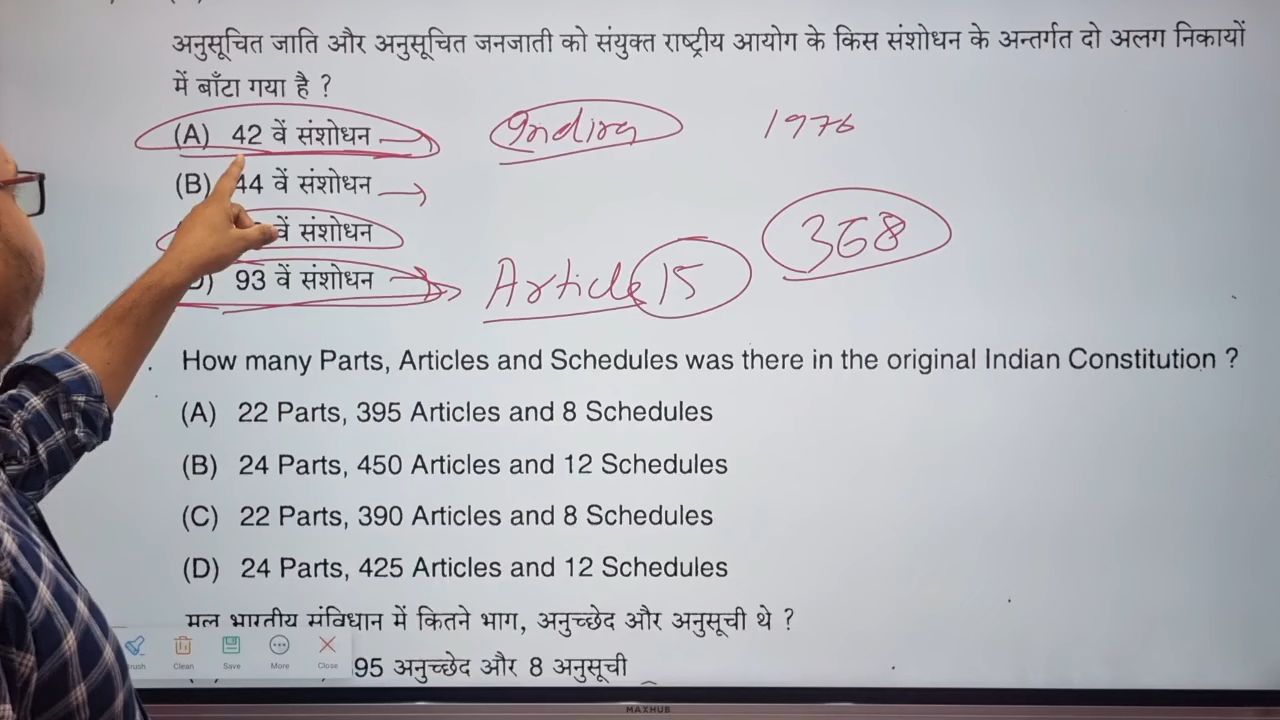 अनुसूचित जाति और अनुसूचित जनजाती को संयुक्त राष्ट्रीय आयोग के किस संशोधन के अन्तर्गत दो अलग निकायों
में बाँटा गया है ?
(A) 42 वें संशोधन
Indira
1976
(B) 44 वें संशोधन
वें संशोधन
368
) 93 वें संशोधन
Article 15
How many Parts, Articles and Schedules was there in the original Indian Constitution ?
(A) 22 Parts, 395 Articles and 8 Schedules
(B) 24 Parts, 450 Articles and 12 Schedules
(C) 22 Parts, 390 Articles and 8 Schedules
(D) 24 Parts, 425 Articles and 12 Schedules
मूल भारतीय संविधान में कितने भाग, अनुच्छेद और अनुसूची थे ?
Clean Save More Close
95 अनुच्छेद और 8 अनुसूची
MAXHUB